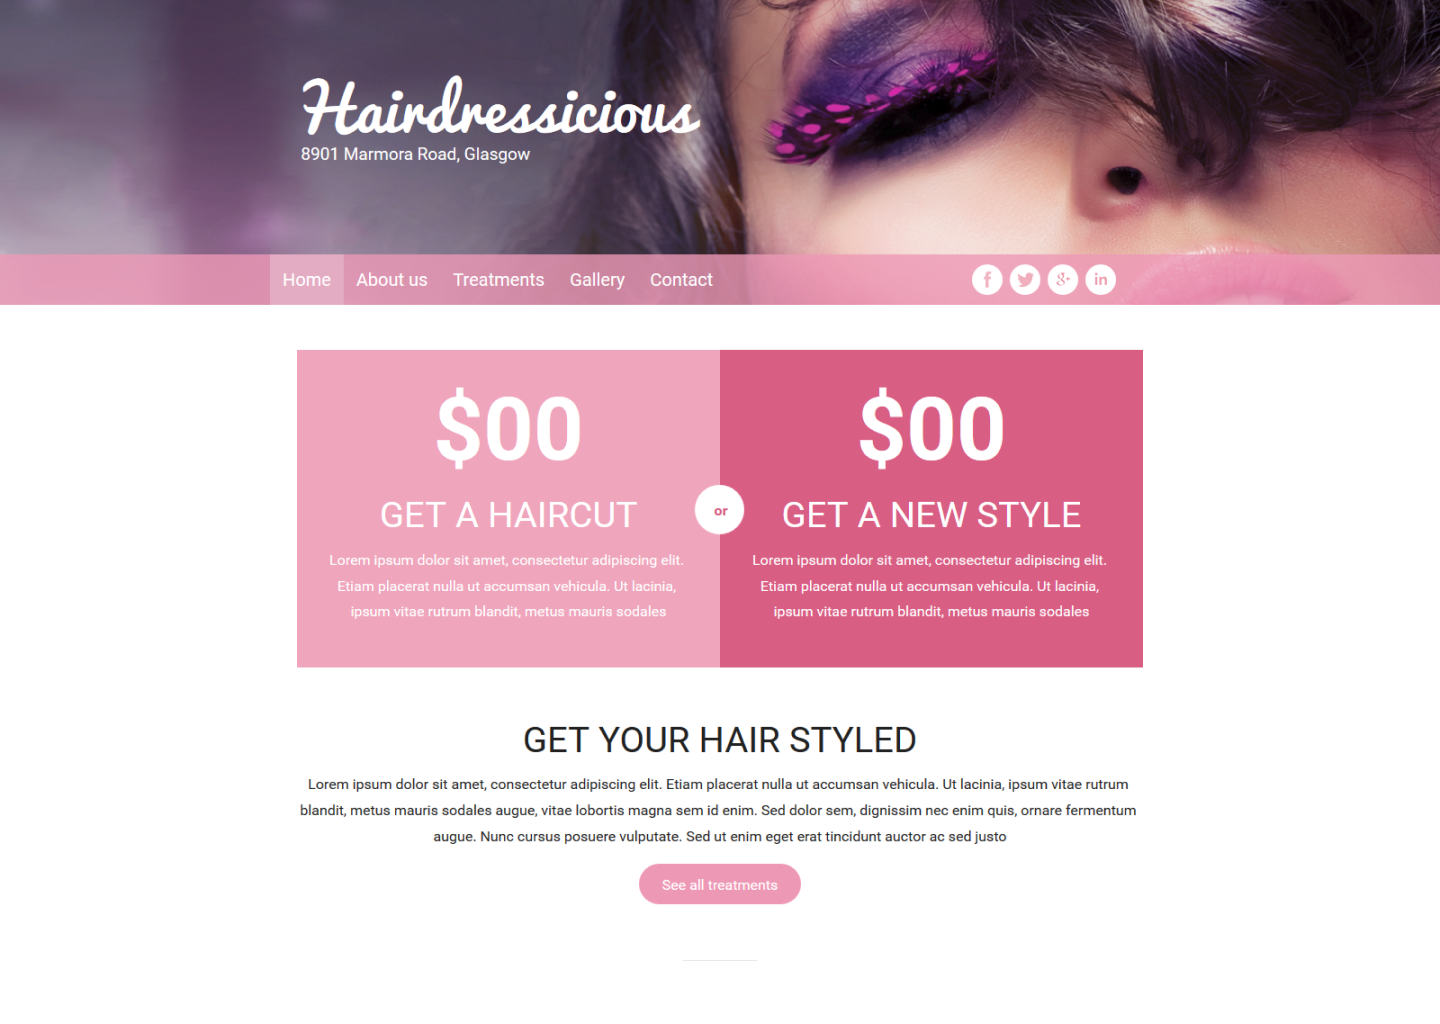 Hairdressicious
8901 Marmora Road, Glasgow
Home About us Treatments Gallery Contact
$00
GET A HAIRCUT
Lorem ipsum dolor sit amet, consectetur adipiscing elit.
Etiam placerat nulla ut accumsan vehicula. Ut lacinia,
ipsum vitae rutrum blandit, metus mauris sodales
or
$00
GET A NEW STYLE
Lorem ipsum dolor sit amet, consectetur adipiscing elit.
Etiam placerat nulla ut accumsan vehicula. Ut lacinia,
ipsum vitae rutrum blandit, metus mauris sodales
GET YOUR HAIR STYLED
Lorem ipsum dolor sit amet, consectetur adipiscing elit. Etiam placerat nulla ut accumsan vehicula. Ut lacinia, ipsum vitae rutrum
blandit, metus mauris sodales augue, vitae lobortis magna sem id enim. Sed dolor sem, dignissim nec enim quis, ornare fermentum
augue. Nunc cursus posuere vulputate. Sed ut enim eget erat tincidunt auctor ac sed justo
See all treatments